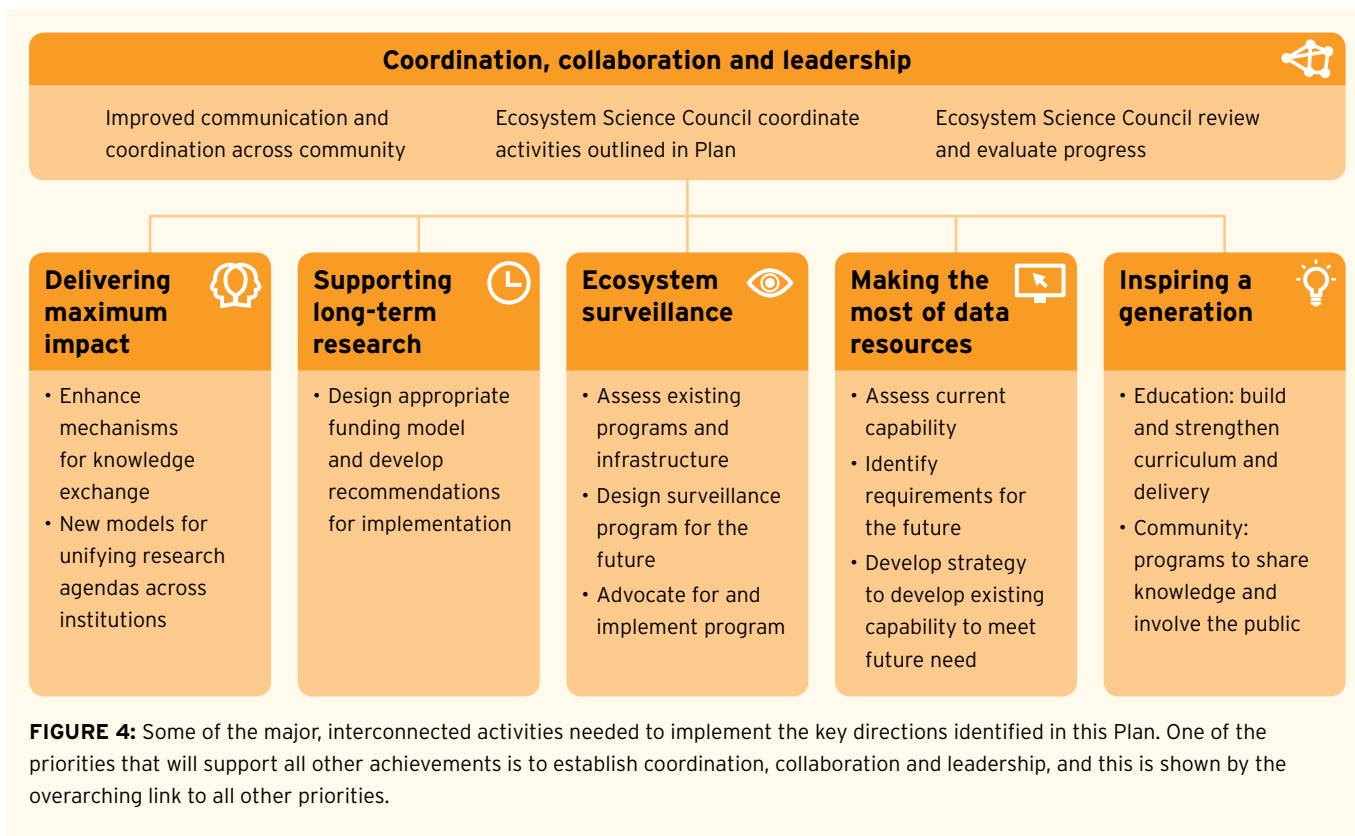 Coordination, collaboration and leadership
Improved communication and
coordination across community
Ecosystem Science Council coordinate
activities outlined in Plan
Ecosystem Science Council review
and evaluate progress
Delivering
maximum
impact
• Enhance
mechanisms
for knowledge
exchange
• New models for
unifying research
agendas across
institutions
Supporting
long-term
research
• Design appropriate
funding model
and develop
recommendations
for implementation
Ecosystem
surveillance
• Assess existing
programs and
infrastructure
• Design surveillance
program for the
future
• Advocate for and
implement program
Making the
most of data
resources
• Assess current
capability
• Identify
requirements for
the future
• Develop strategy
to develop existing
capability to meet
future need
Inspiring a
generation
• Education: build
and strengthen
curriculum and
delivery
• Community:
programs to share
knowledge and
involve the public
FIGURE 4: Some of the major, interconnected activities needed to implement the key directions identified in this Plan. One of the
priorities that will support all other achievements is to establish coordination, collaboration and leadership, and this is shown by the
overarching link to all other priorities.